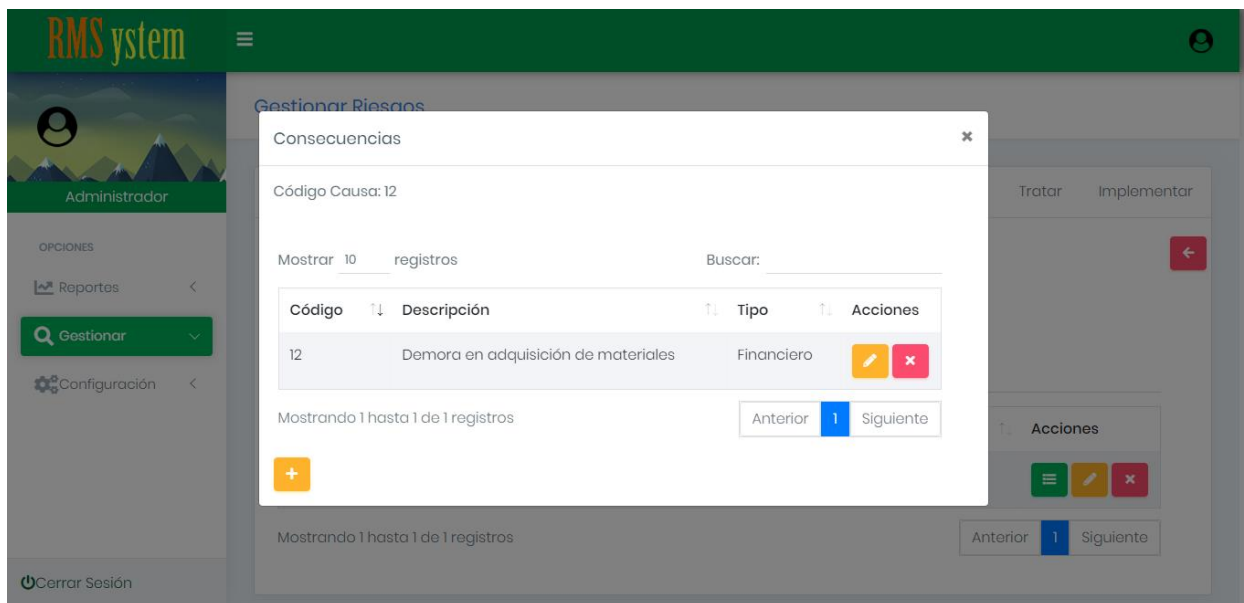 RMSystem
Gestionar Riesgos
Consecuencias
Código Causa: 12
Administrador
Tratar Implementar
OPCIONES
Mostrar 10 registros Buscar:
Reportes
Código Descripción Tipo Acciones
Gestionar
12 Demora en adquisición de materiales Financiero
Configuración
Mostrando 1 hasta 1 de 1 registros Anterior 1 Siguiente
Acciones
Mostrando 1 hasta 1 de 1 registros Anterior 1 Siguiente
Cerrar Sesión